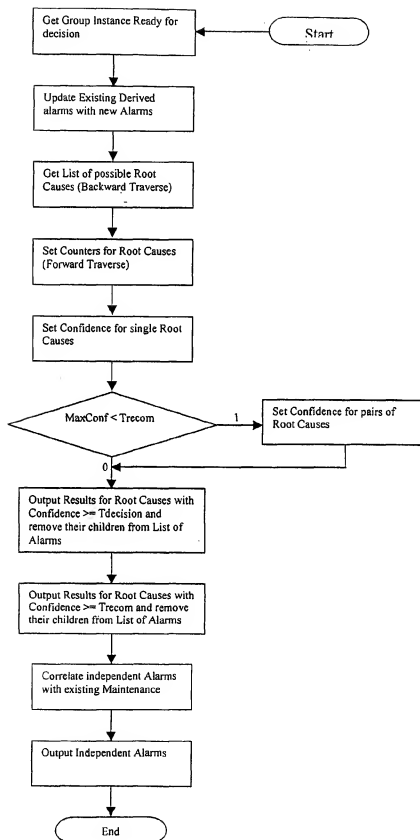 Get Group Instance Ready for
decision
Start
Update Existing Derived
alarms with new Alarms
Get List of possible Root
Causes (Backward Traverse)
Set Counters for Root Causes
(Forward Traverse)
Set Confidence for single Root
Causes
MaxConf < Trecom
1
Set Confidence for pairs of
Root Causes
0
Output Results for Root Causes with
Confidence >= Tdecision and
remove their children from List of
Alarms
Output Results for Root Causes with
Confidence >= Trecom and remove
their children from List of Alarms
Correlate independent Alarms
with existing Maintenance
Output Independent Alarms
End